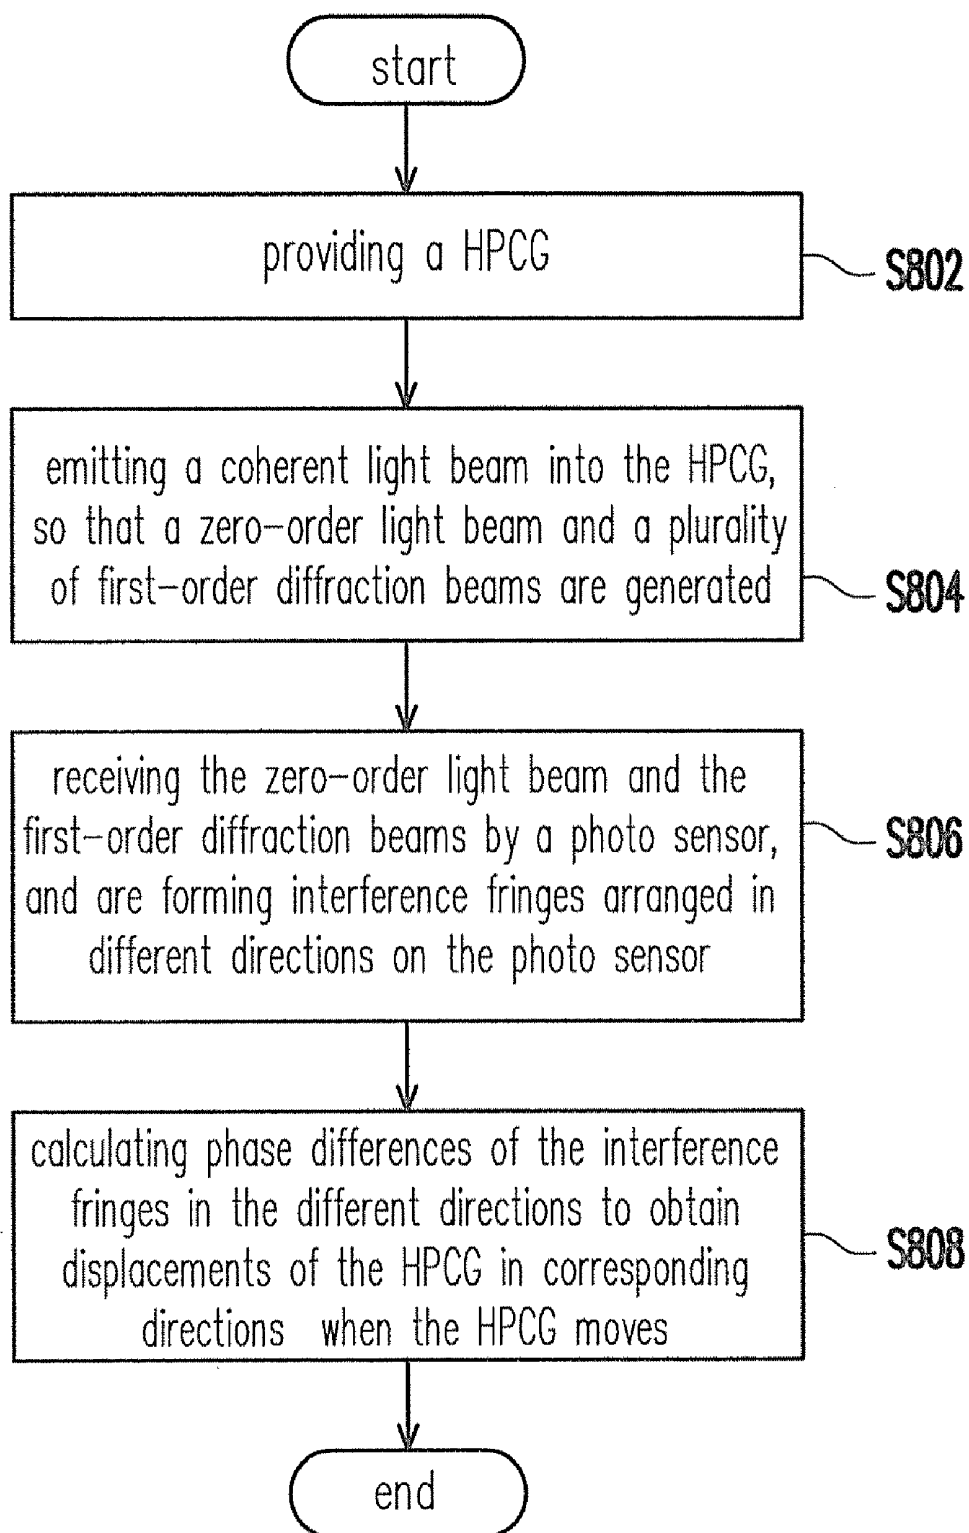 start
providing a HPCG
S802
emitting a coherent light beam into the HPCG,
so that a zero-order light beam and a plurality
of first-order diffraction beams are generated
S804
receiving the zero-order light beam and the
first-order diffraction beams by a photo sensor,
and are forming interference fringes arranged in
different directions on the photo sensor
S806
calculating phase differences of the interference
fringes in the different directions to obtain
displacements of the HPCG in corresponding
directions when the HPCG moves
S808
end